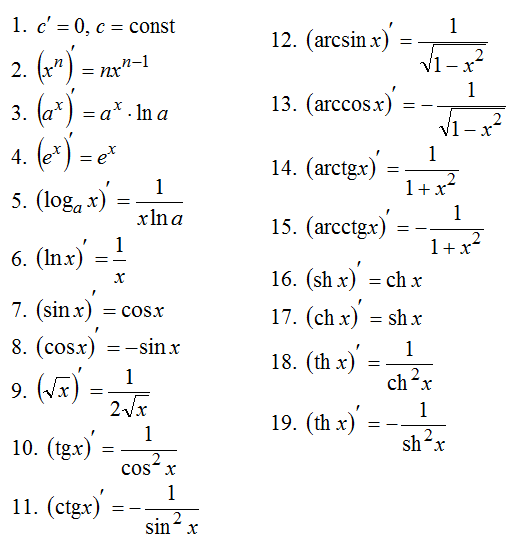 1. c′ = 0, c = const
2. (xⁿ)′ = nxⁿ⁻¹
3. (aˣ)′ = aˣ · ln a
4. (eˣ)′ = eˣ
5. (logₐ x)′ = 1/(x ln a)
6. (ln x)′ = 1/x
7. (sin x)′ = cos x
8. (cos x)′ = −sin x
9. (√x)′ = 1/(2√x)
10. (tgx)′ = 1/(cos² x)
11. (ctgx)′ = −1/(sin² x)
12. (arcsin x)′ = 1/√(1 − x²)
13. (arccos x)′ = −1/√(1 − x²)
14. (arctgx)′ = 1/(1 + x²)
15. (arcctgx)′ = −1/(1 + x²)
16. (sh x)′ = ch x
17. (ch x)′ = sh x
18. (th x)′ = 1/(ch² x)
19. (th x)′ = −1/(sh² x)